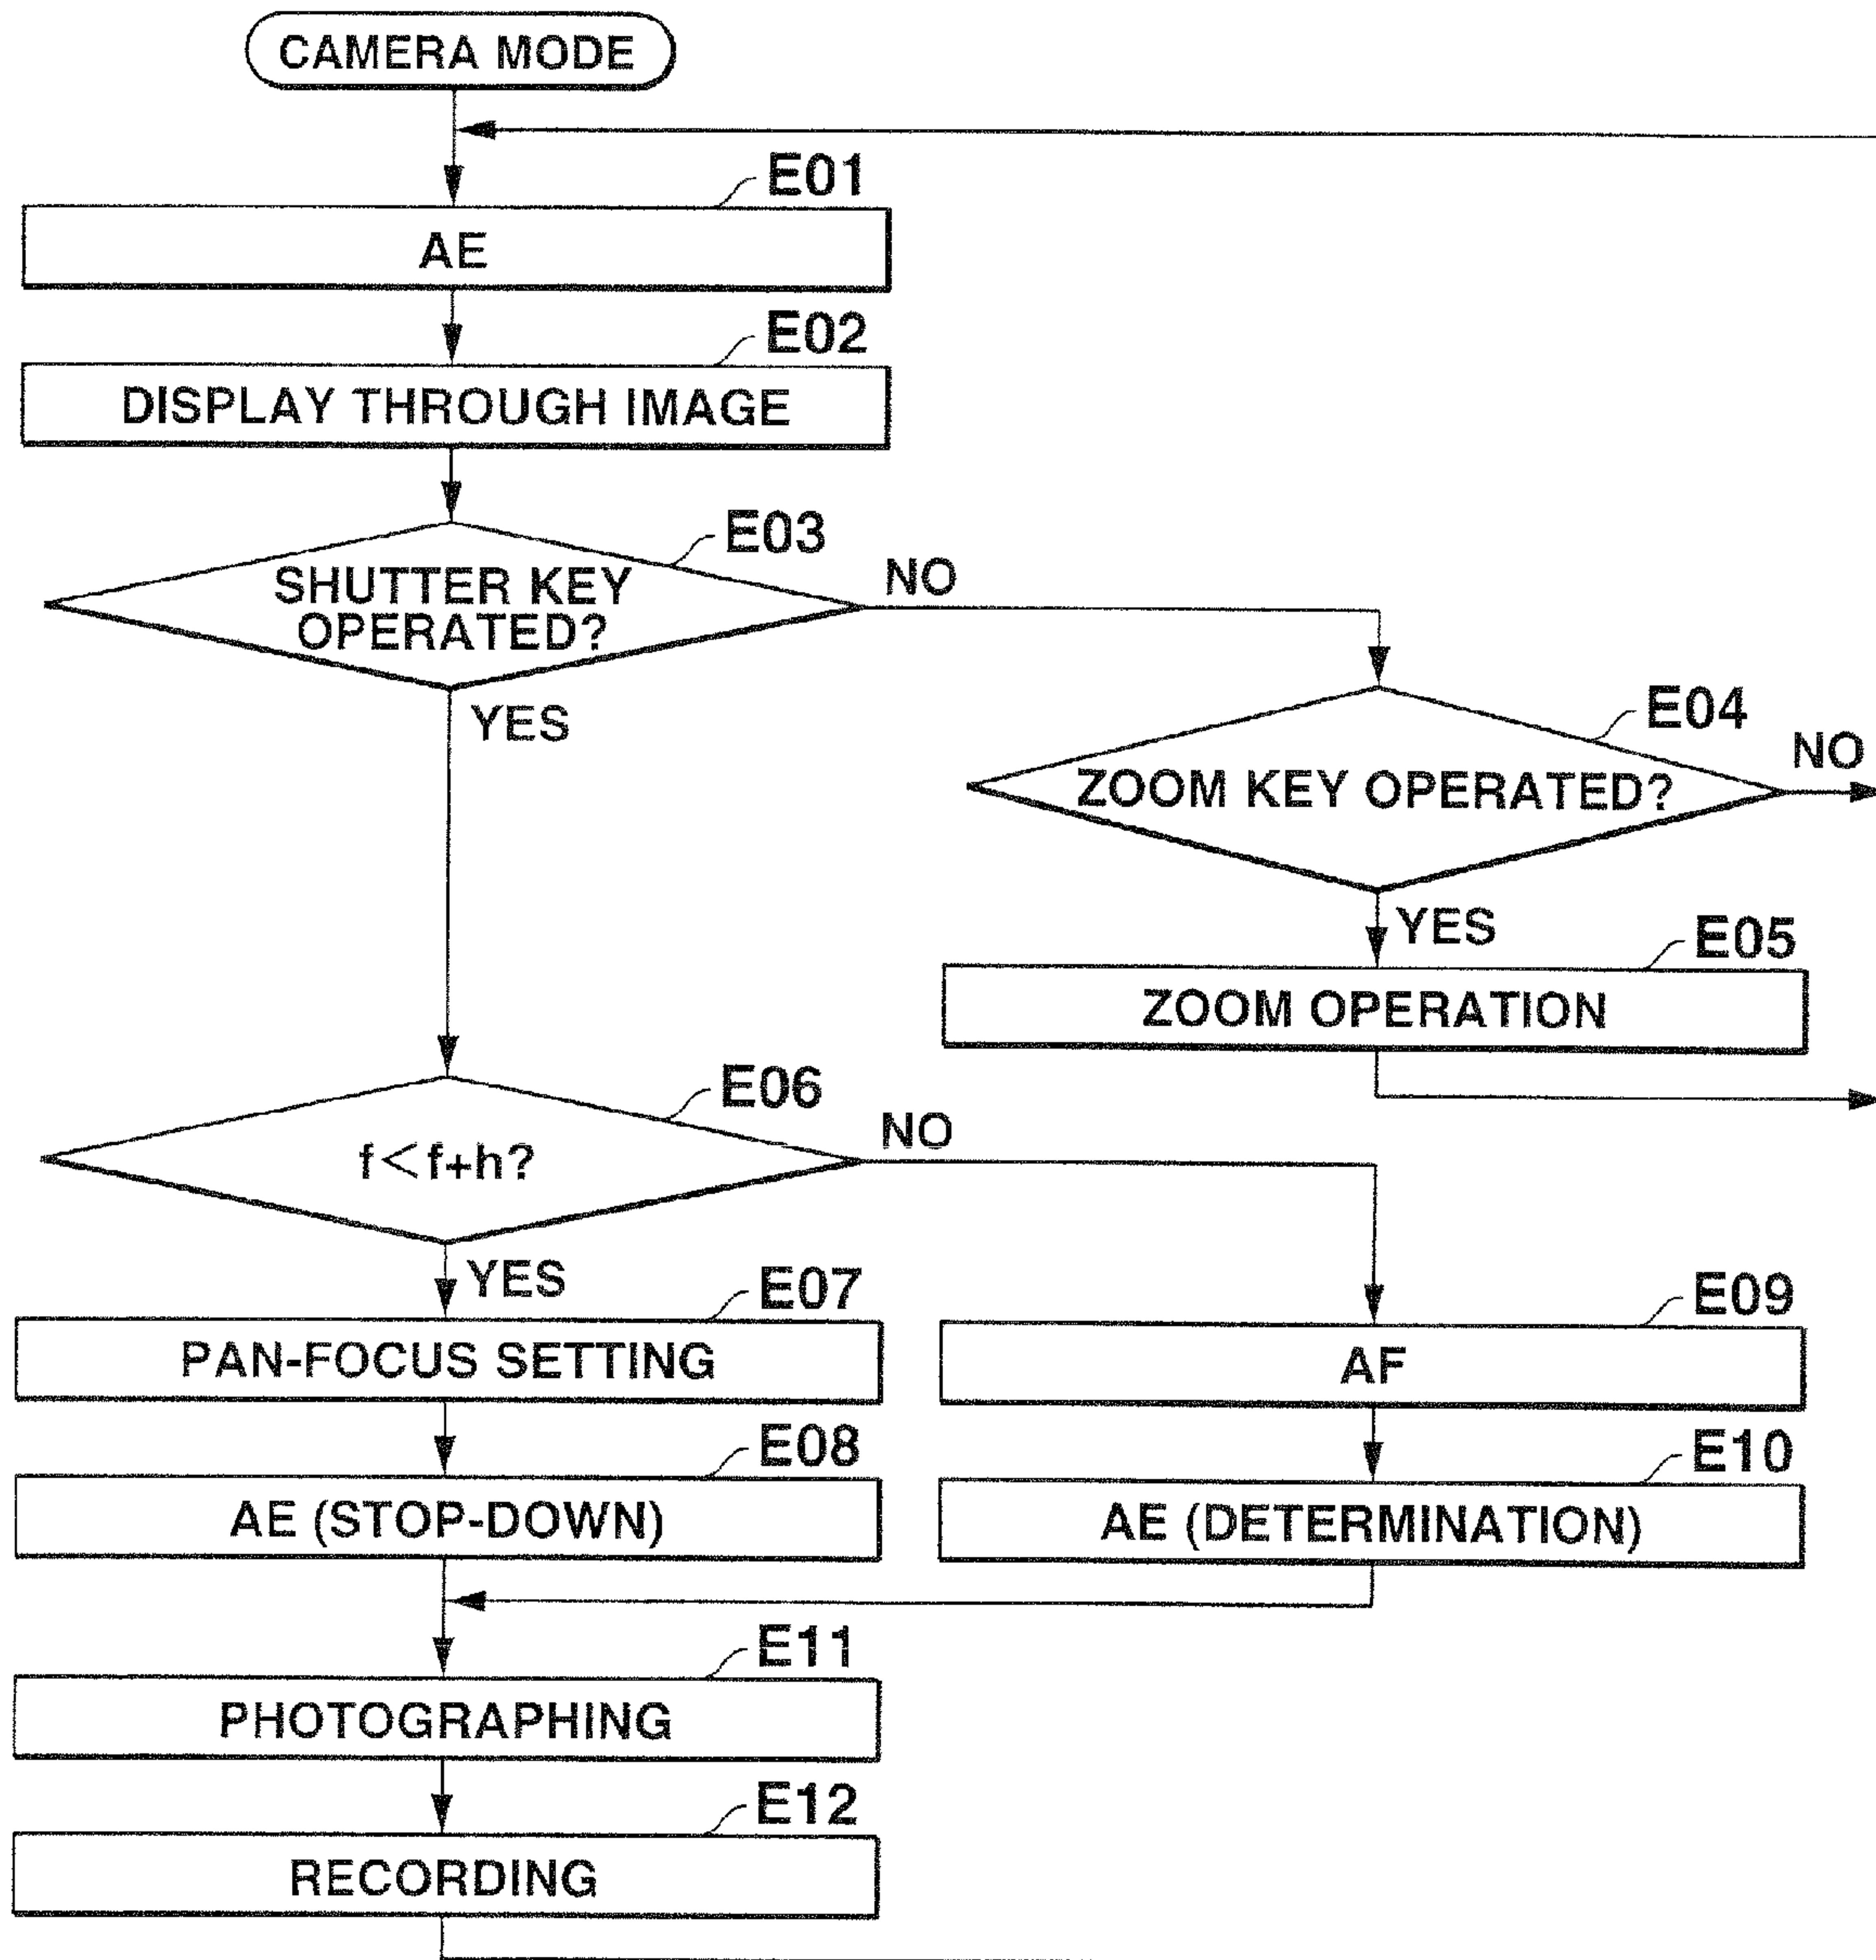 CAMERA MODE
E01
AE
E02
DISPLAY THROUGH IMAGE
E03
SHUTTER KEY
OPERATED?
NO
YES
E04
ZOOM KEY OPERATED?
NO
YES
E05
ZOOM OPERATION
E06
f<f+h?
NO
YES
E07
PAN-FOCUS SETTING
E08
AE (STOP-DOWN)
E09
AF
E10
AE (DETERMINATION)
E11
PHOTOGRAPHING
E12
RECORDING